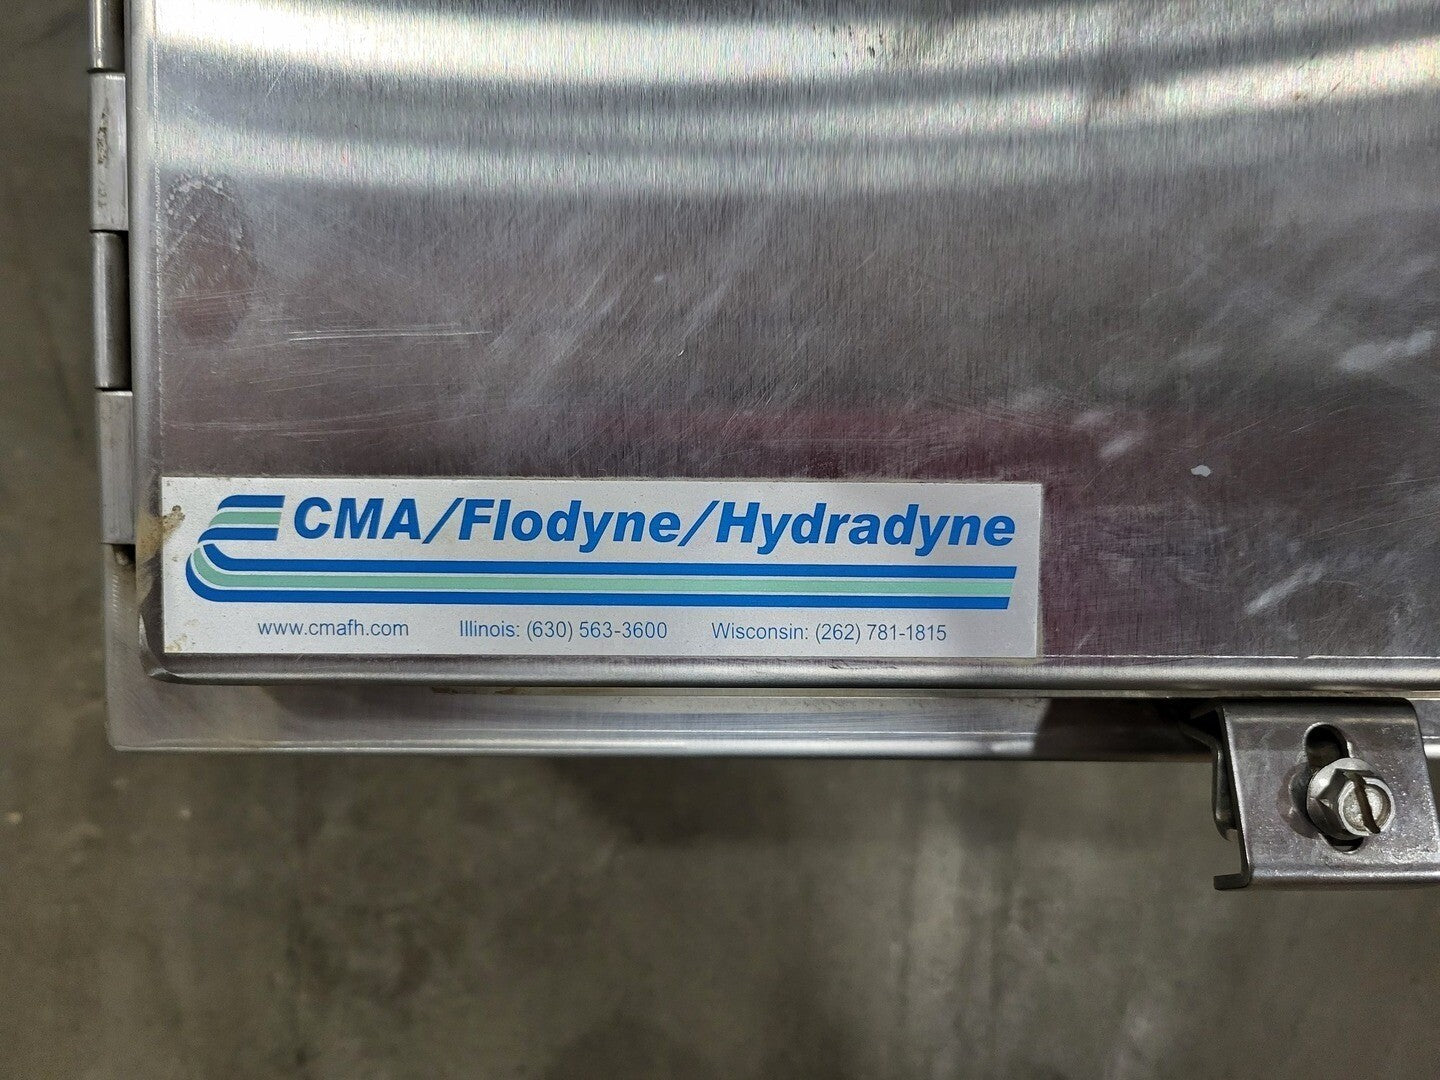 CMA/Flodyne/Hydradyne
www.cmafh.com Illinois: (630) 563-3600 Wisconsin: (262) 781-1815